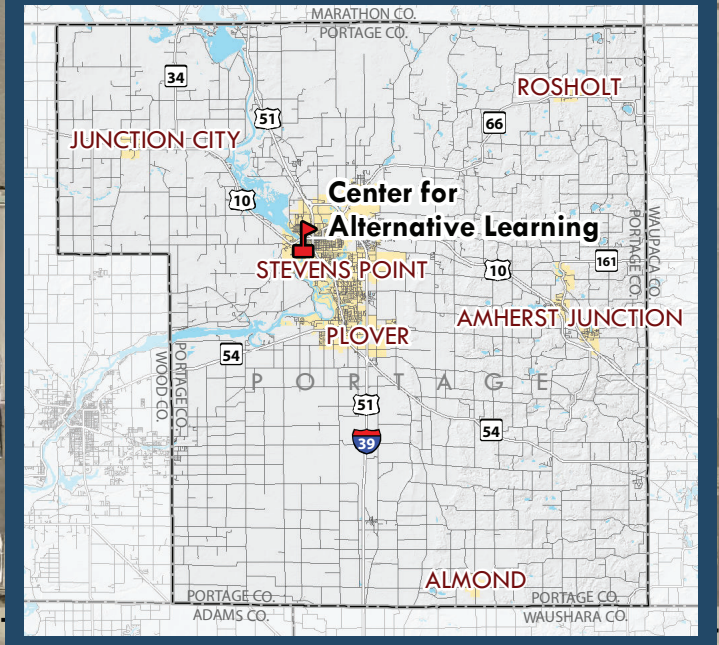 MARATHON CO.
PORTAGE CO.
34
ROSHOLT
51
66
JUNCTION CITY
10
Center for
Alternative Learning
WAUPACA CO.
PORTAGE CO.
161
STEVENS POINT
10
AMHERST JUNCTION
PLOVER
54
PORTAGE CO.
WOOD CO.
PORTAGE
51
39
54
ALMOND
PORTAGE CO.
ADAMS CO.
PORTAGE CO.
WAUSHARA CO.